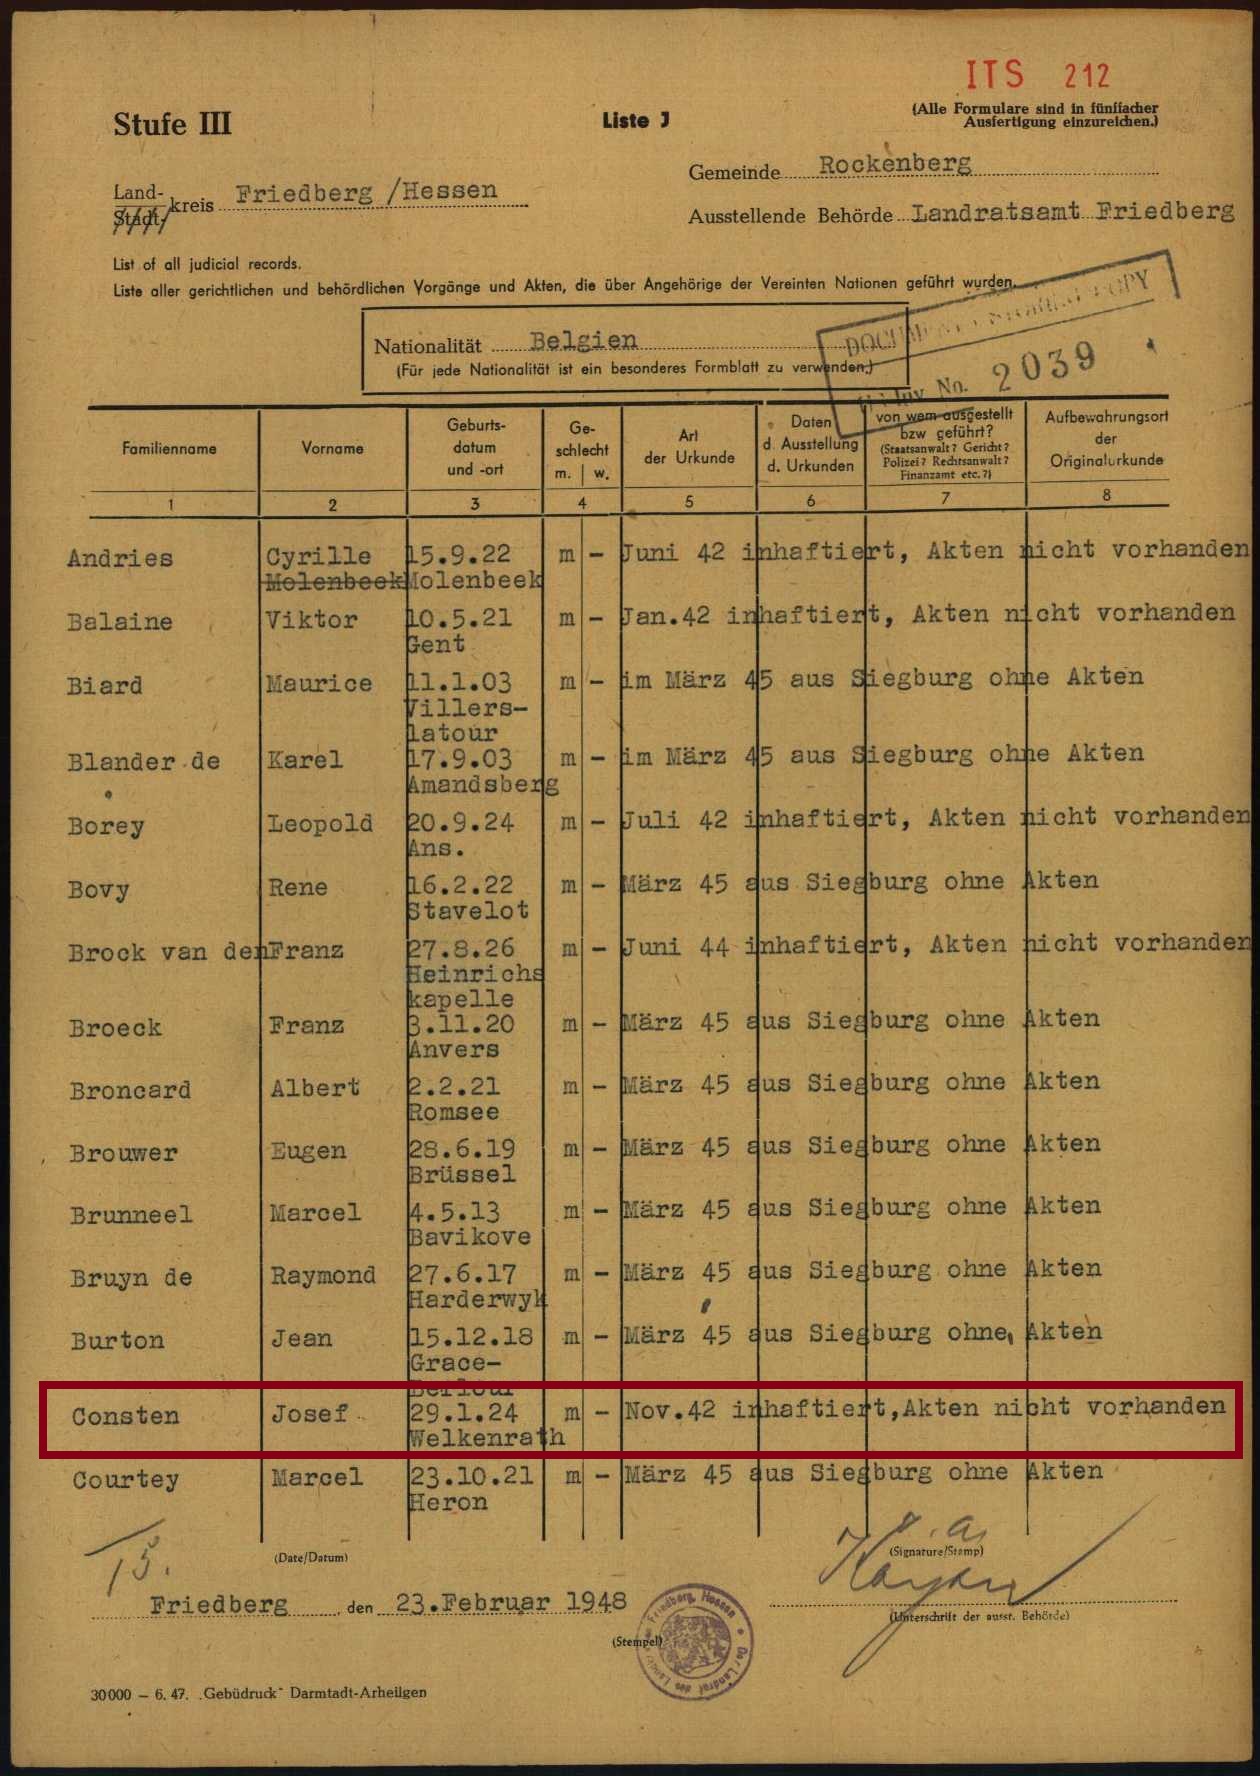 ITS 212
Stufe III
Liste J
(Alle Formulare sind in fünffacher
Ausfertigung einzureichen.)
Gemeinde Rockenberg
Land-
Stadt kreis Friedberg /Hessen
Ausstellende Behörde Landratsamt Friedberg
List of all judicial records.
Liste aller gerichtlichen und behördlichen Vorgänge und Akten, die über Angehörige der Vereinten Nationen geführt wurden.
Nationalität Belgien
(Für jede Nationalität ist ein besonderes Formblatt zu verwenden.)
DOCUMENT COPY
Inv. No. 2039
Familienname
Vorname
Geburts-
datum
und -ort
Ge-
schlecht
m. | w.
Art
der Urkunde
Daten
d. Ausstellung
d. Urkunden
von wem ausgestellt
bzw geführt?
(Staatsanwalt? Gericht?
Polizei? Rechtsanwalt?
Finanzamt etc.?)
Aufbewahrungsort
der
Originalurkunde
1 2 3 4 5 6 7 8
Andries Cyrille 15.9.22 m - Juni 42 inhaftiert, Akten nicht vorhanden
Molenbeek Molenbeek
Balaine Viktor 10.5.21 m - Jan.42 inhaftiert, Akten nicht vorhanden
Gent
Biard Maurice 11.1.03 m - im März 45 aus Siegburg ohne Akten
Villers-
latour
Blander de Karel 17.9.03 m - im März 45 aus Siegburg ohne Akten
Amandsberg
Borey Leopold 20.9.24 m - Juli 42 inhaftiert, Akten nicht vorhanden
Ans.
Bovy Rene 16.2.22 m - März 45 aus Siegburg ohne Akten
Stavelot
Brock van den Franz 27.8.26 m - Juni 44 inhaftiert, Akten nicht vorhanden
Heinrichs
kapelle
Broeck Franz 3.11.20 m - März 45 aus Siegburg ohne Akten
Anvers
Broncard Albert 2.2.21 m - März 45 aus Siegburg ohne Akten
Romsee
Brouwer Eugen 28.6.19 m - März 45 aus Siegburg ohne Akten
Brüssel
Brunneel Marcel 4.5.13 m - März 45 aus Siegburg ohne Akten
Bavikove
Bruyn de Raymond 27.6.17 m - März 45 aus Siegburg ohne Akten
Harderwyk
Burton Jean 15.12.18 m - März 45 aus Siegburg ohne Akten
Grace-
Consten Josef 29.1.24 m - Nov.42 inhaftiert,Akten nicht vorhanden
Welkenrath
Courtey Marcel 23.10.21 m - März 45 aus Siegburg ohne Akten
Heron
15.
(Date/Datum)
(Signature/Stamp)
Friedberg, den 23.Februar 1948
(Unterschrift der ausst. Behörde)
(Stempel)
Friedberg, Hessen
Der Landrat des
30000 – 6. 47. „Gebüdruck“ Darmtadt-Arheilgen